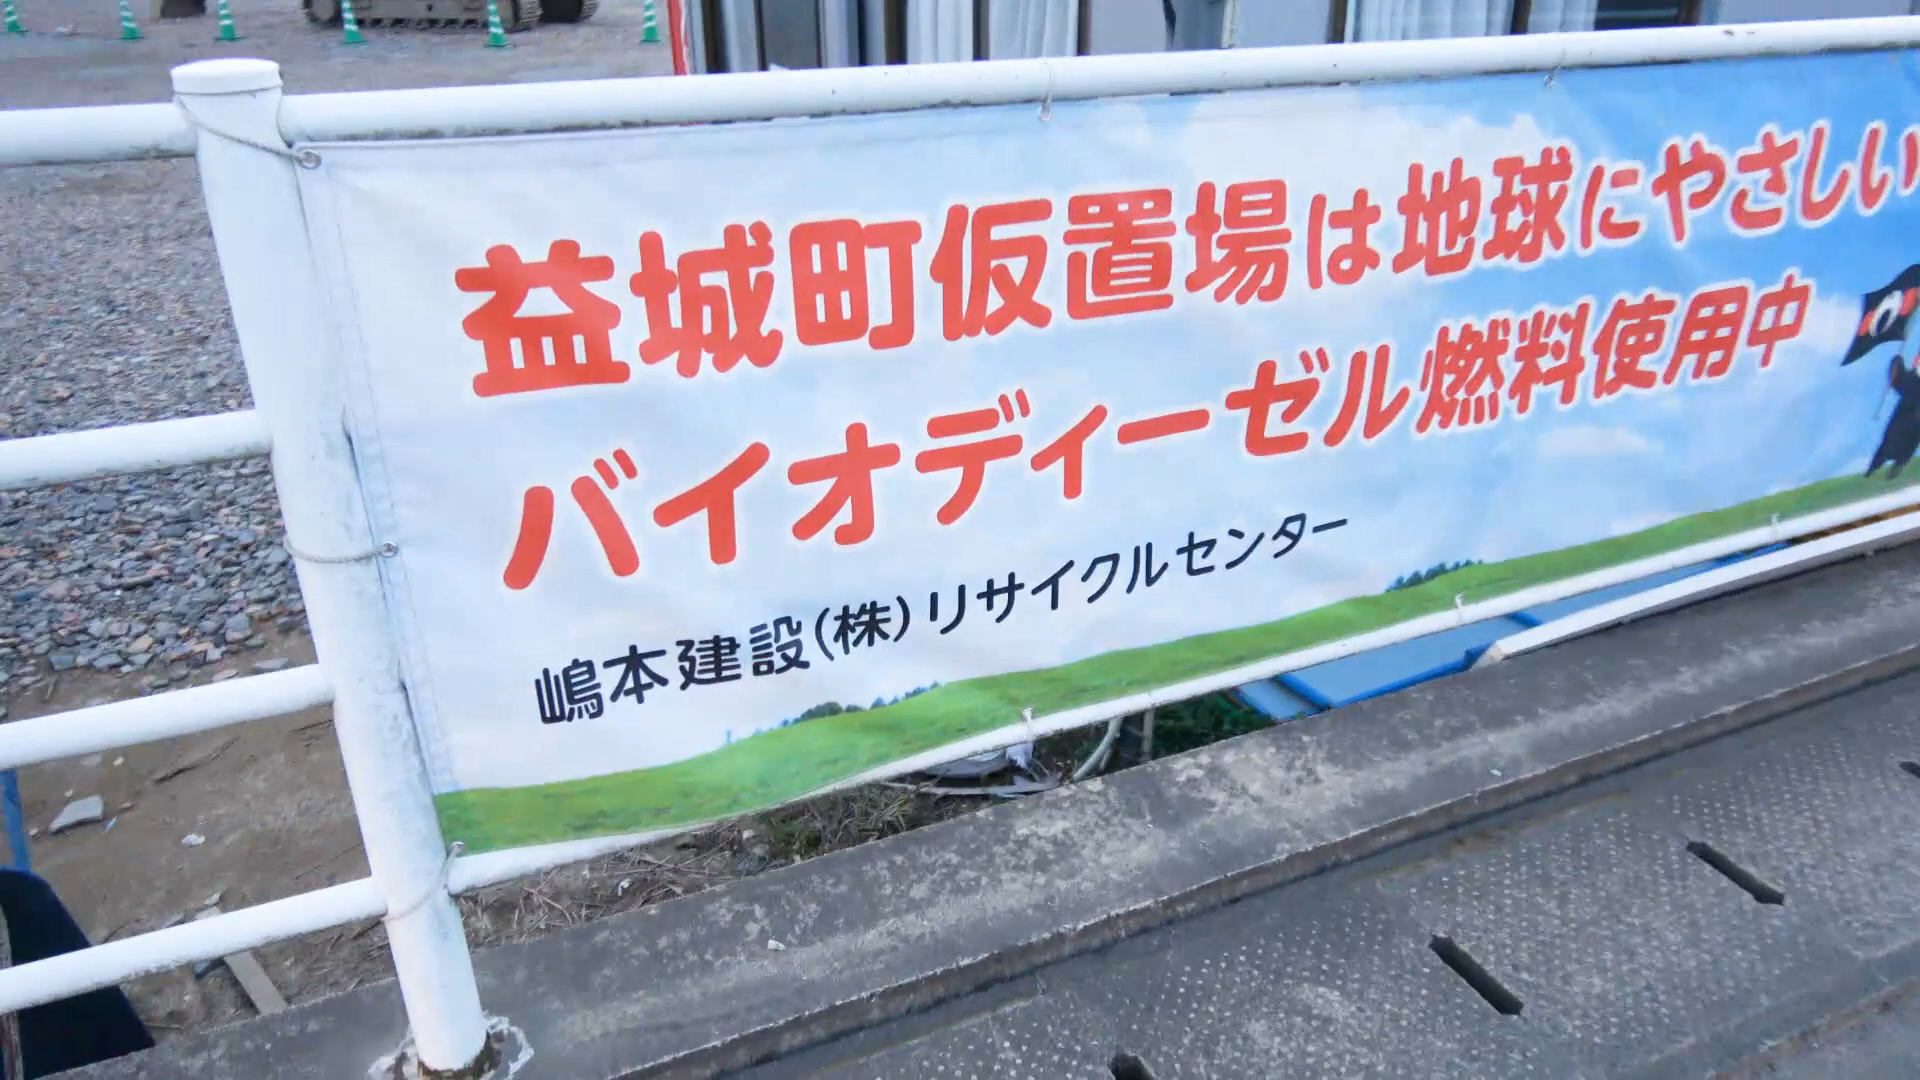 益城町仮置場は地球にやさしい
バイオディーゼル燃料使用中
嶋本建設(株)リサイクルセンター